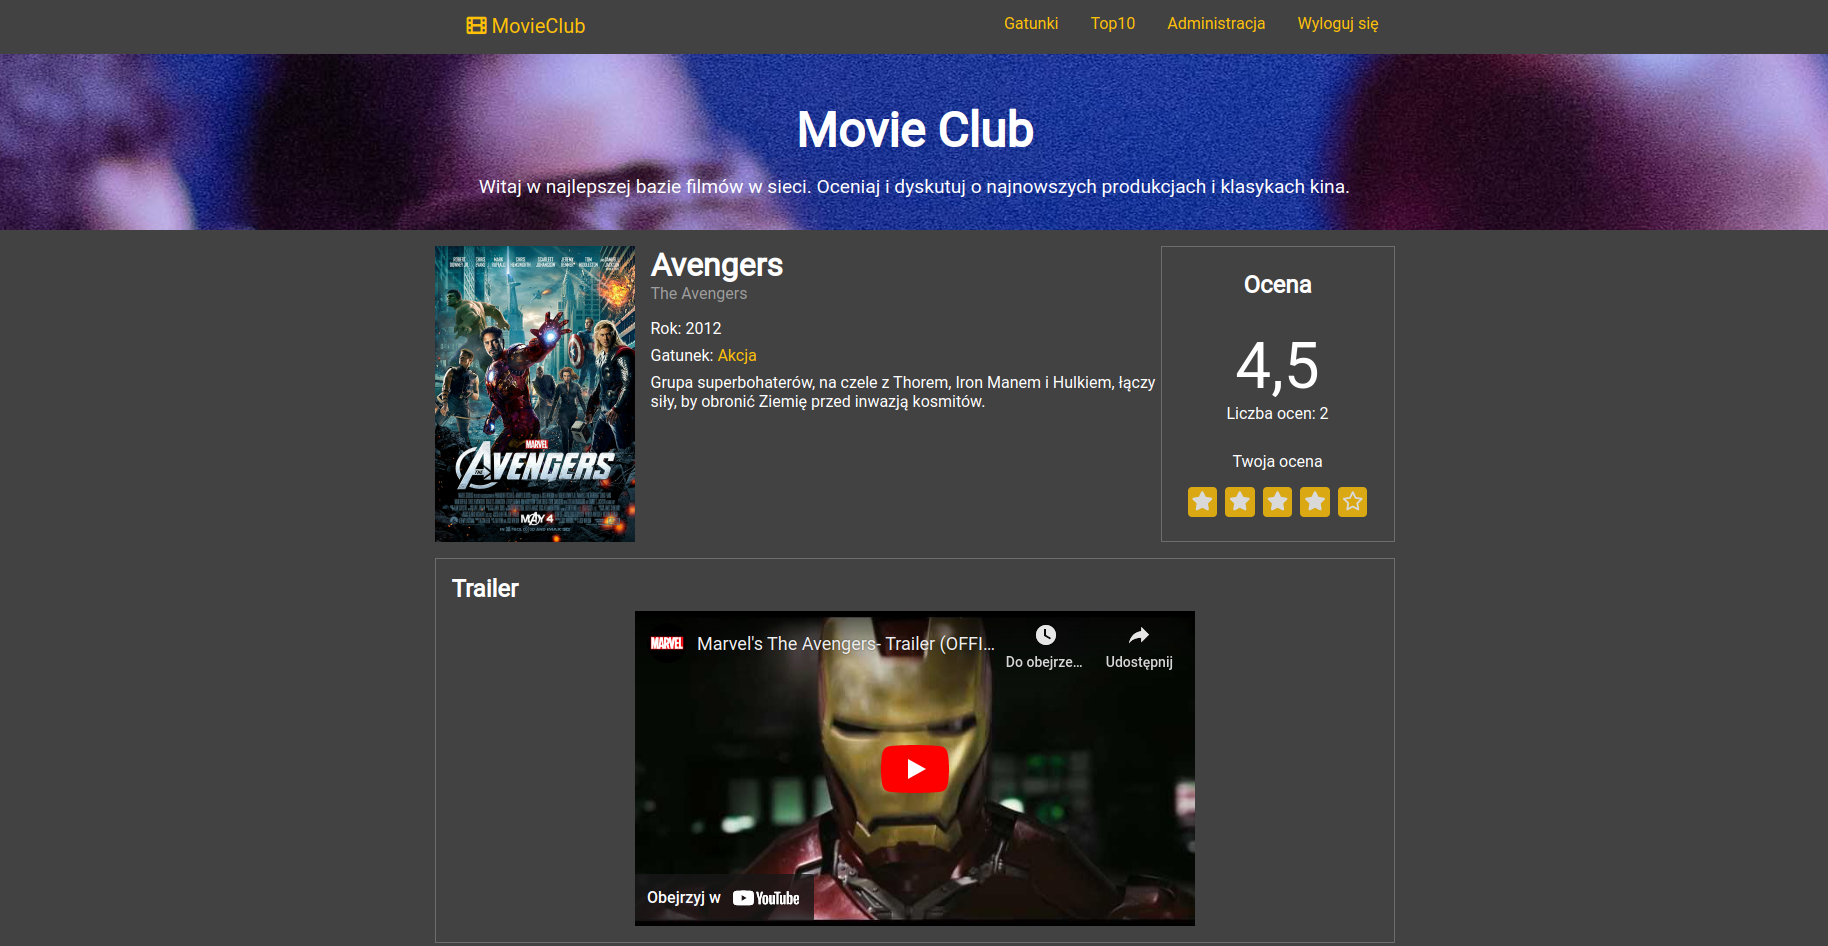 MovieClub
Gatunki
Top10
Administracja
Wyloguj się
Movie Club
Witaj w najlepszej bazie filmów w sieci. Oceniaj i dyskutuj o najnowszych produkcjach i klasykach kina.
MARVEL
THE AVENGERS
MAY 4
Avengers
The Avengers
Rok: 2012
Gatunek: Akcja
Grupa superbohaterów, na czele z Thorem, Iron Manem i Hulkiem, łączy
siły, by obronić Ziemię przed inwazją kosmitów.
Ocena
4,5
Liczba ocen: 2
Twoja ocena
Trailer
MARVEL
Marvel's The Avengers- Trailer (OFFI...
Do obejrze...
Udostępnij
Obejrzyj w YouTube